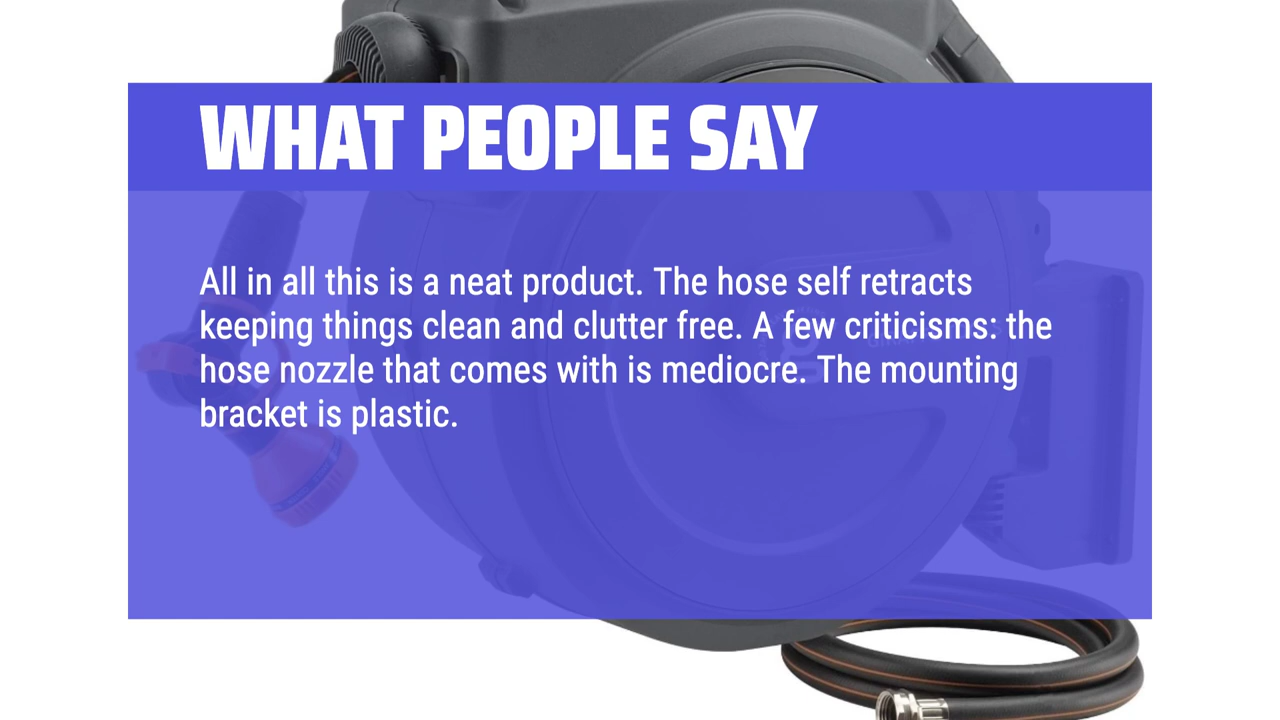 WHAT PEOPLE SAY
All in all this is a neat product. The hose self retracts
keeping things clean and clutter free. A few criticisms: the
hose nozzle that comes with is mediocre. The mounting
bracket is plastic.